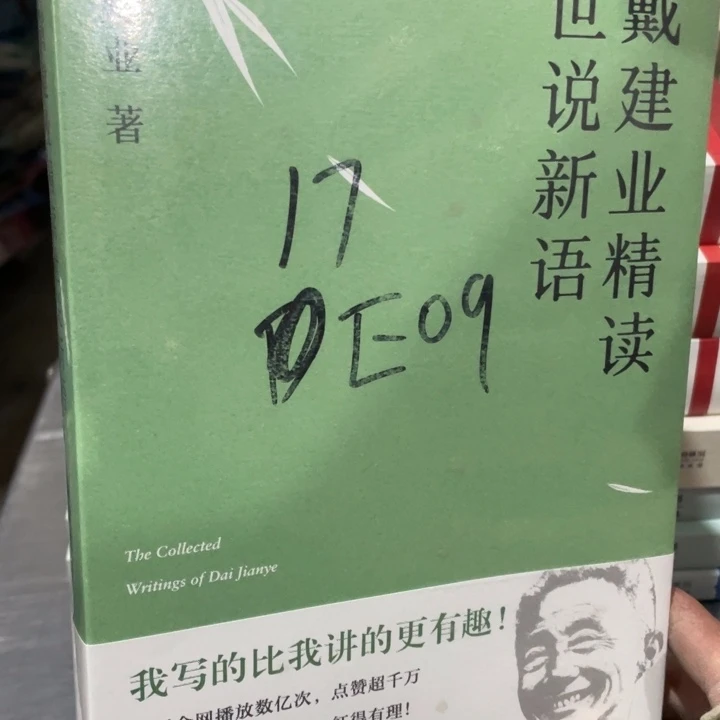 戴建业精读
世说新语
业 著
17
DE09
The Collected
Writings of Dai Jianye
我写的比我讲的更有趣!
全网播放数亿次，点赞超千万
红得有理!